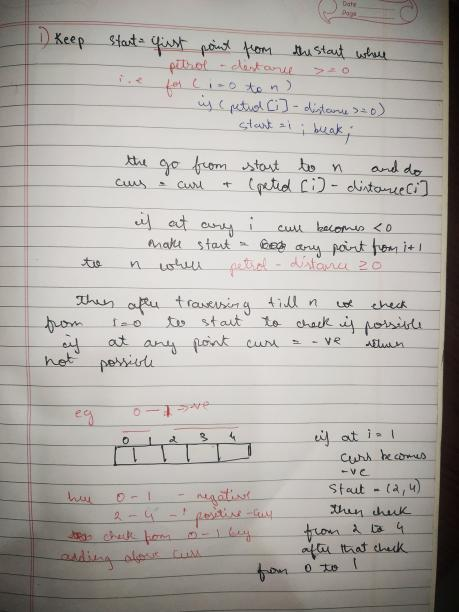 Date
Page
1) Keep start = first point from the start where
petrol - distance >= 0
i.e for ( i = 0 to n )
if ( petrol [i] - distance >= 0)
start = i ; break ;
the go from start to n and do
curr = curr + (petrol [i] - distance[i]
if at any i curr becomes < 0
make start = any point from i+1
to n where petrol - distance ≥ 0
Then after traversing till n we check
from i=0 to start to check if possible
if at any point curr = -ve return
not possible
eg 0 — 1 → -ve
0 1 2 3 4
here 0 - 1 - negative
2 - 4 - positive - curr
check from 0 - 1 by
adding above curr
if at i = 1
curr becomes
-ve
start - (2, 4)
then check
from 2 to 4
after that check
from 0 to 1